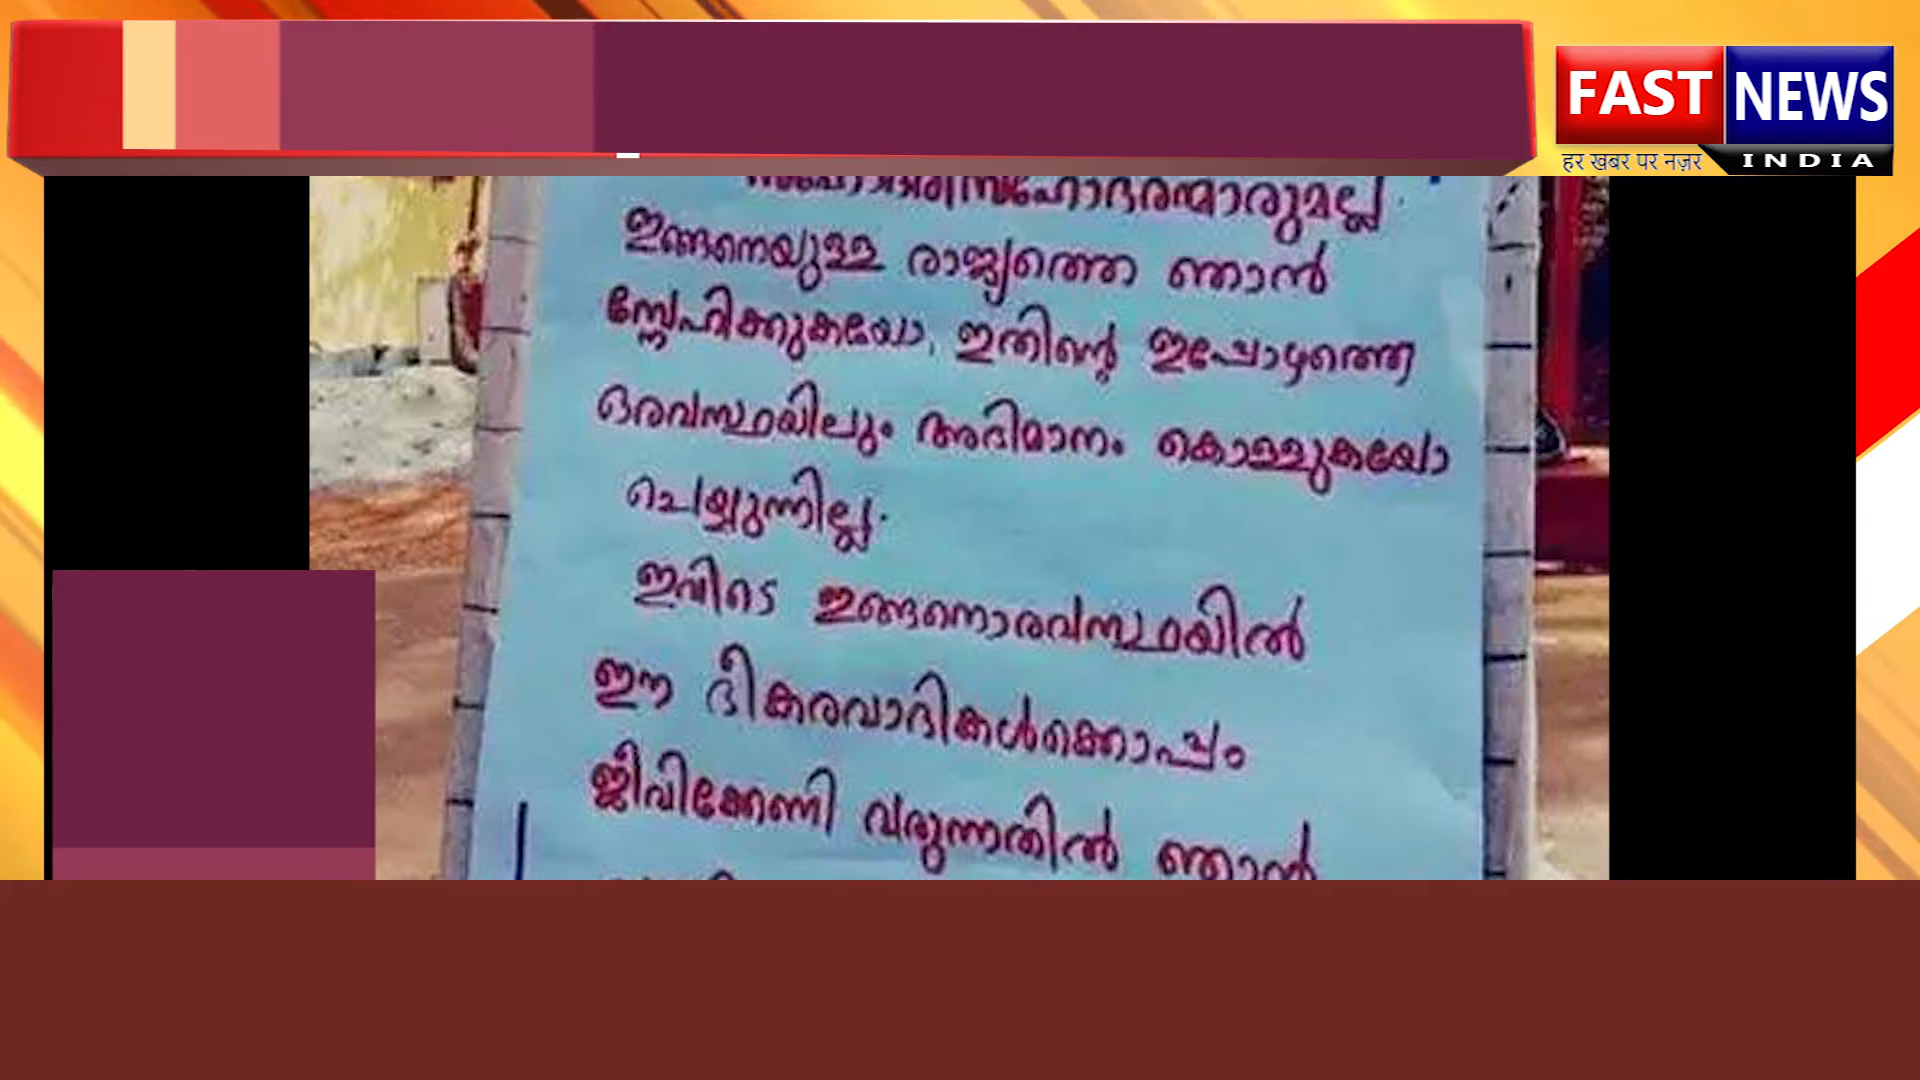 FAST NEWS
हर खबर पर नज़र INDIA
ഇങ്ങനെയുള്ള രാജ്യത്തെ ഞാൻ
സ്നേഹിക്കുകയോ, ഇതിന്റെ ഇപ്പോഴത്തെ
ഒരവസ്ഥയിലും അഭിമാനം കൊള്ളുകയോ
ചെയ്യുന്നില്ല.
ഇവിടെ ഇങ്ങനൊരവസ്ഥയിൽ
ഈ ഭീകരവാദികൾക്കൊപ്പം
ജീവിക്കേണ്ടി വരുന്നതിൽ ഞാൻ